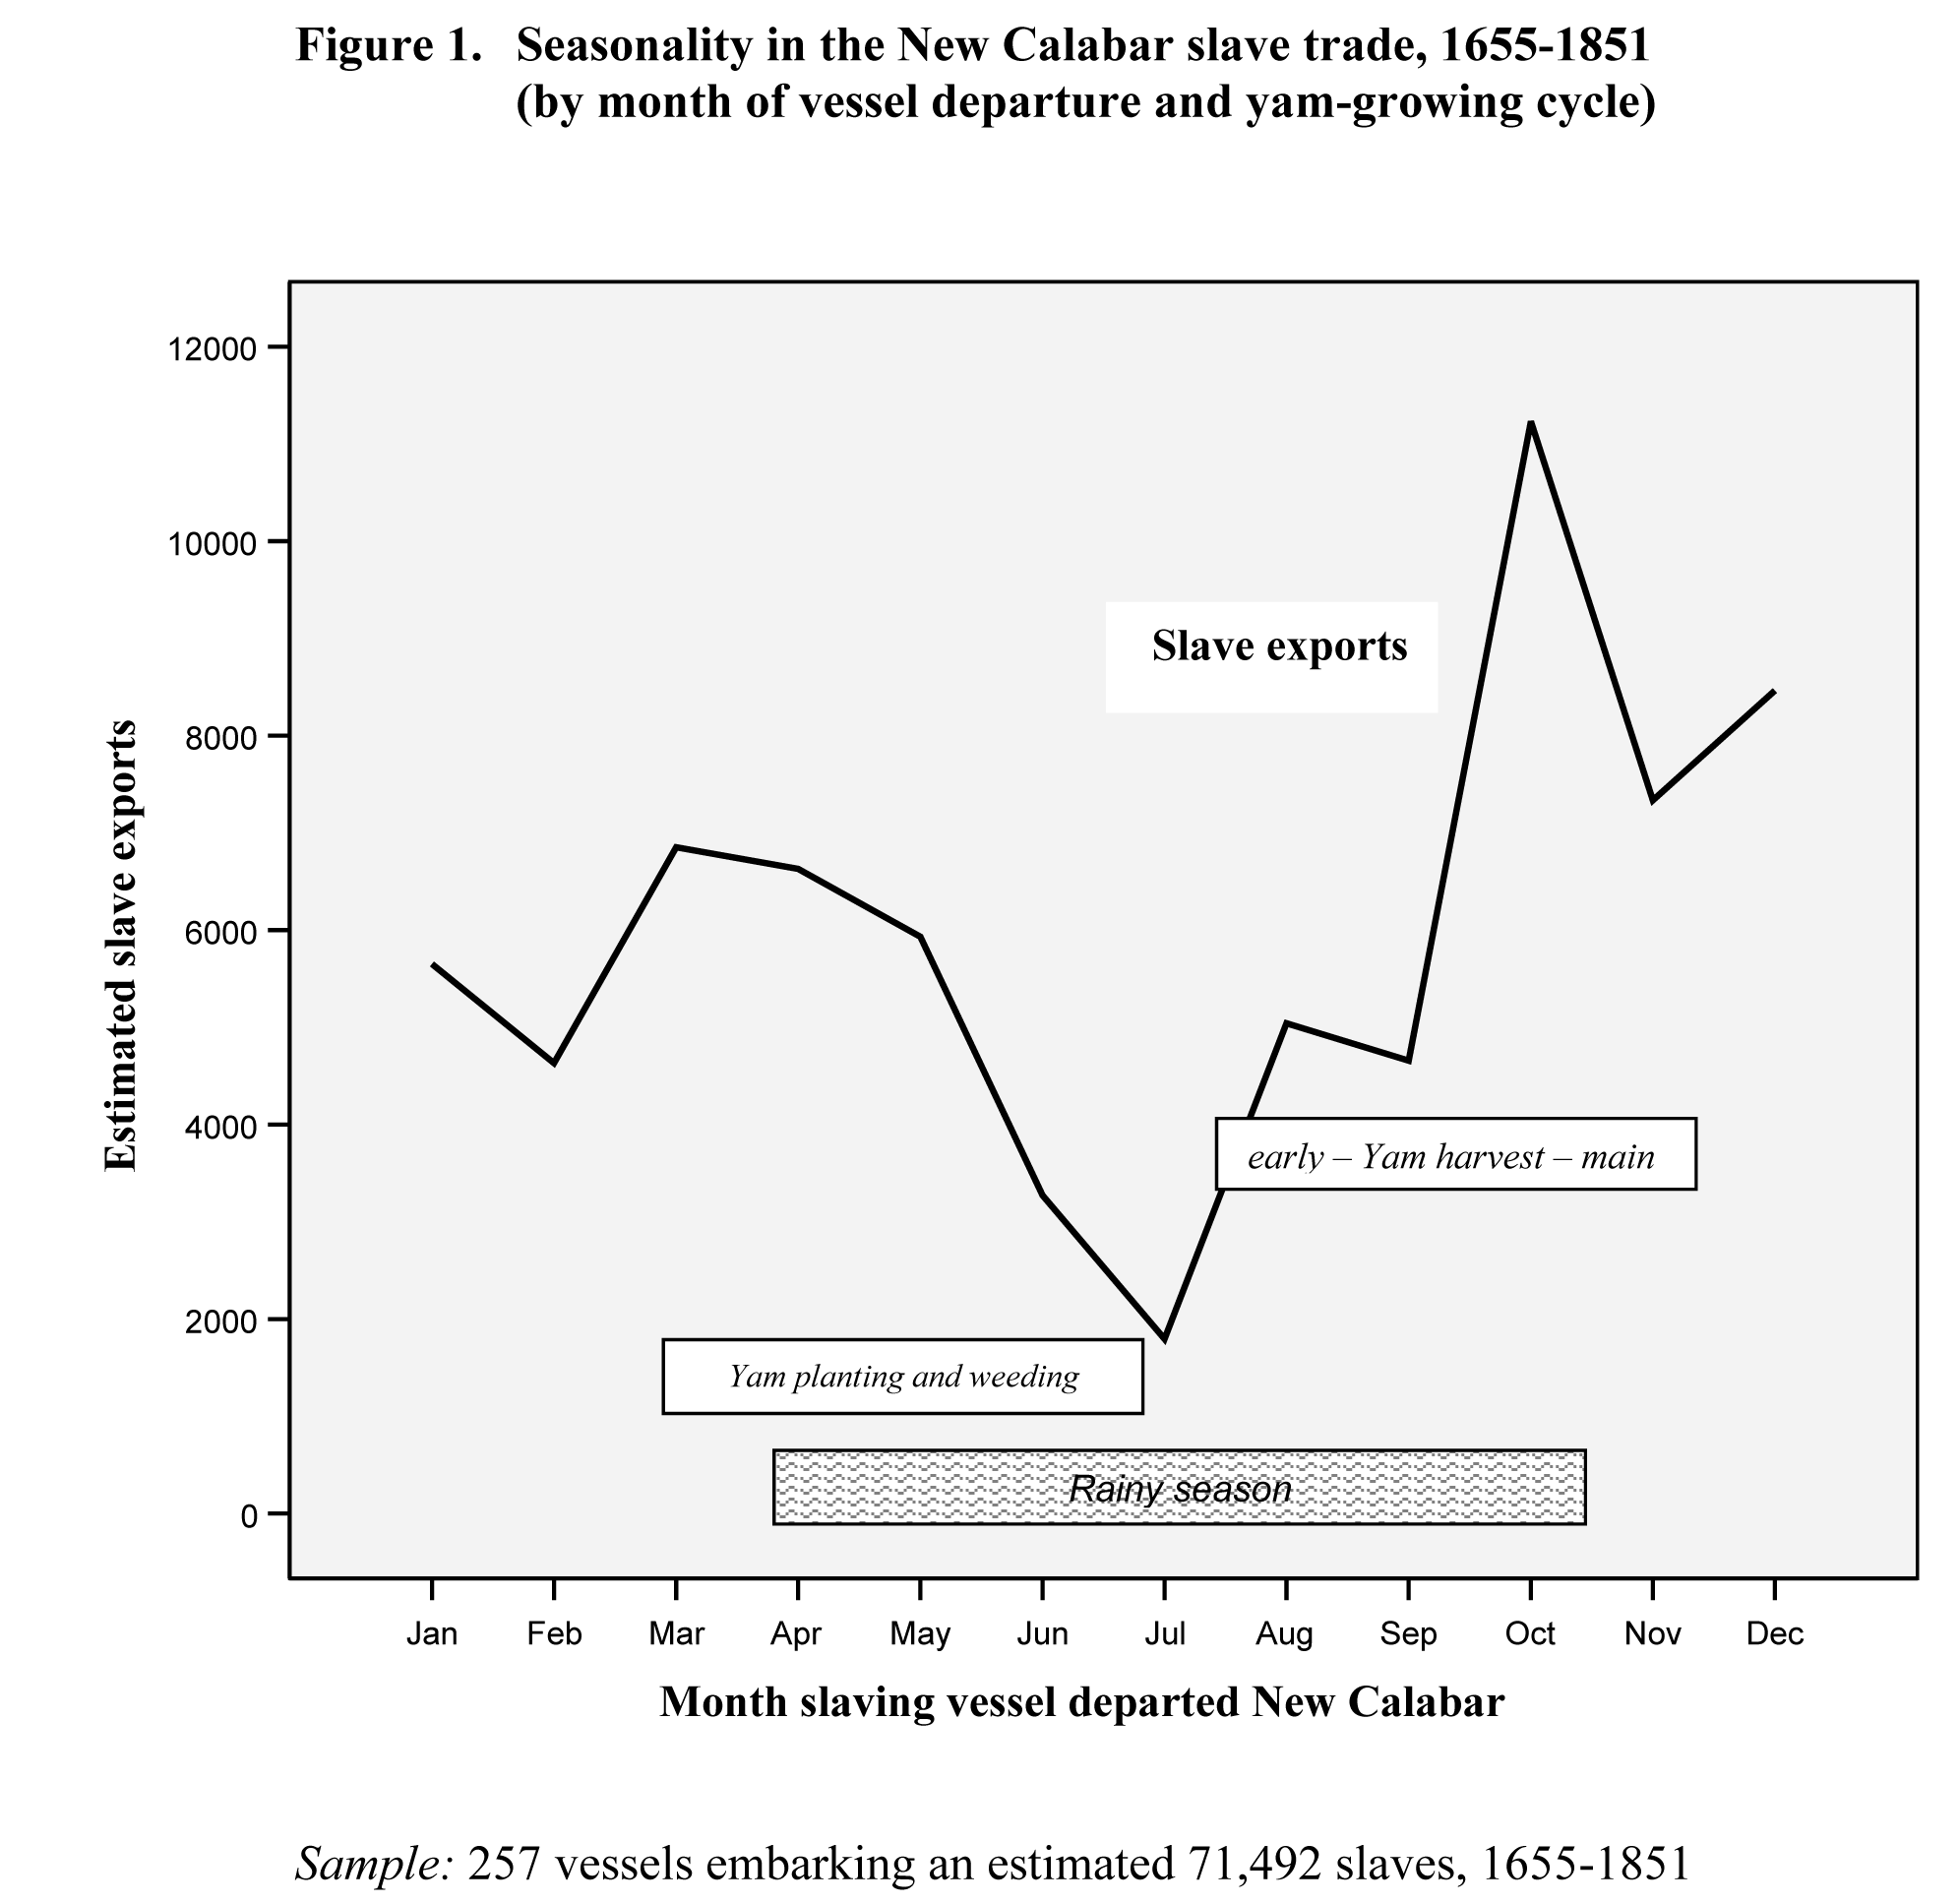 Figure 1. Seasonality in the New Calabar slave trade, 1655-1851
(by month of vessel departure and yam-growing cycle)
12000
10000
8000
6000
4000
2000
0
Estimated slave exports
Slave exports
early – Yam harvest – main
Yam planting and weeding
Rainy season
Jan Feb Mar Apr May Jun Jul Aug Sep Oct Nov Dec
Month slaving vessel departed New Calabar
Sample: 257 vessels embarking an estimated 71,492 slaves, 1655-1851